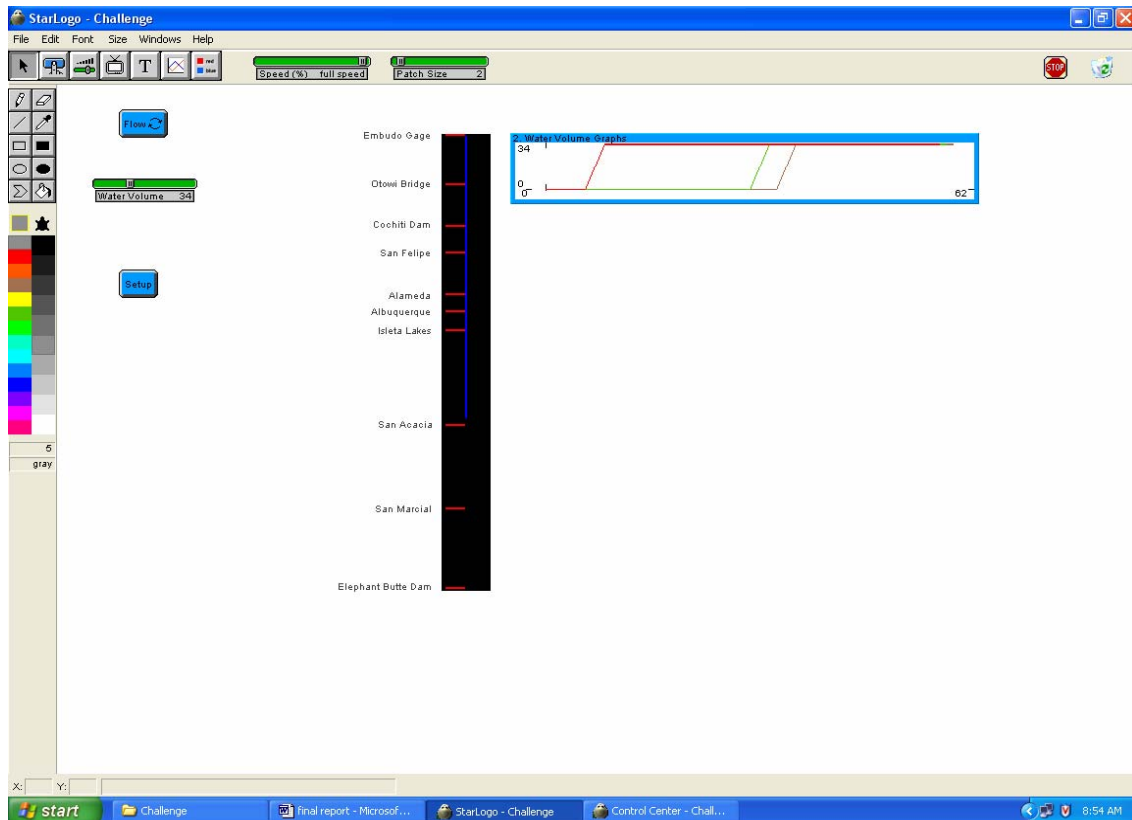 StarLogo - Challenge
File Edit Font Size Windows Help
T
red
blue
Speed (%) full speed
Patch Size 2
STOP
Flow
Water Volume 34
Setup
Embudo Gage
Otowi Bridge
Cochiti Dam
San Felipe
Alameda
Albuquerque
Isleta Lakes
San Acacia
San Marcial
Elephant Butte Dam
2. Water Volume Graphs
34
0
0
62
5
gray
X: Y:
start Challenge final report - Microsof... StarLogo - Challenge Control Center - Chall... 8:54 AM